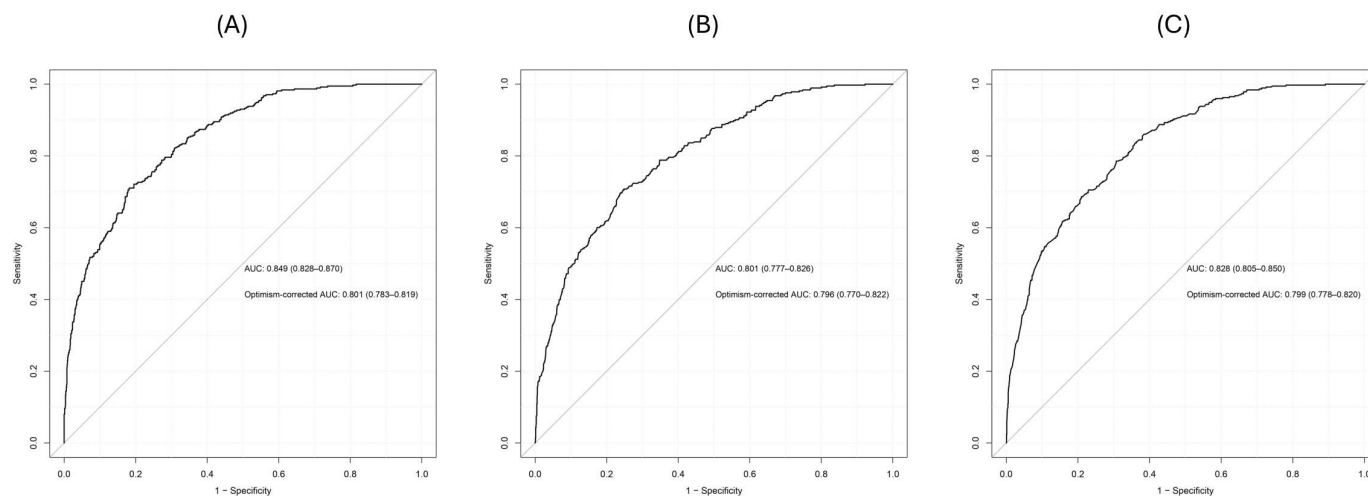 (A)
(B)
(C)
1.0
0.8
0.6
0.4
0.2
0.0
Sensitivity
AUC: 0.849 (0.828–0.870)
Optimism-corrected AUC: 0.801 (0.783–0.819)
0.0 0.2 0.4 0.6 0.8 1.0
1 − Specificity
1.0
0.8
0.6
0.4
0.2
0.0
Sensitivity
AUC: 0.801 (0.777–0.826)
Optimism-corrected AUC: 0.796 (0.770–0.822)
0.0 0.2 0.4 0.6 0.8 1.0
1 − Specificity
1.0
0.8
0.6
0.4
0.2
0.0
Sensitivity
AUC: 0.828 (0.805–0.850)
Optimism-corrected AUC: 0.799 (0.778–0.820)
0.0 0.2 0.4 0.6 0.8 1.0
1 − Specificity